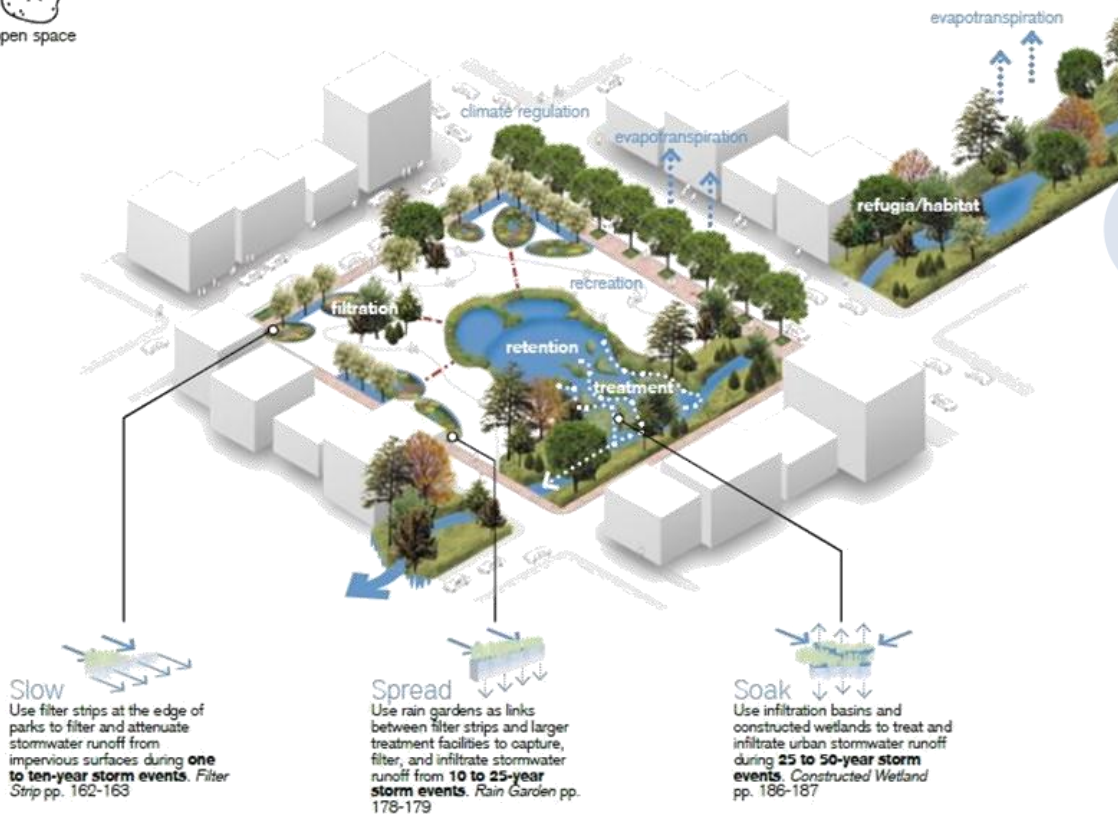 pen space
evapotranspiration
climate regulation
evapotranspiration
refugia/habitat
recreation
filtration
retention
treatment
Slow
Use filter strips at the edge of
parks to filter and attenuate
stormwater runoff from
impervious surfaces during one
to ten-year storm events. Filter
Strip pp. 162-163
Spread
Use rain gardens as links
between filter strips and larger
treatment facilities to capture,
filter, and infiltrate stormwater
runoff from 10 to 25-year
storm events. Rain Garden pp.
178-179
Soak
Use infiltration basins and
constructed wetlands to treat and
infiltrate urban stormwater runoff
during 25 to 50-year storm
events. Constructed Wetland
pp. 186-187